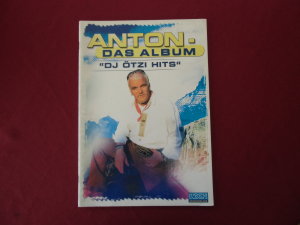 ANTON -
DAS ALBUM
"DJ ÖTZI HITS"